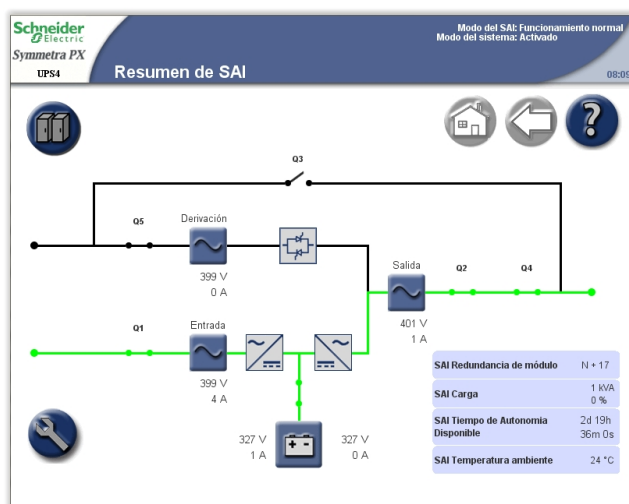 Schneider
Electric
Symmetra PX
UPS4
Resumen de SAI
Modo del SAI: Funcionamiento normal
Modo del sistema: Activado
08:09
?
Q3
Q5
Derivación
399 V
0 A
Salida
Q2
Q4
401 V
1 A
Q1
Entrada
399 V
4 A
327 V
1 A
327 V
0 A
SAI Redundancia de módulo N + 17
SAI Carga 1 kVA
0 %
SAI Tiempo de Autonomia 2d 19h
Disponible 36m 0s
SAI Temperatura ambiente 24 °C